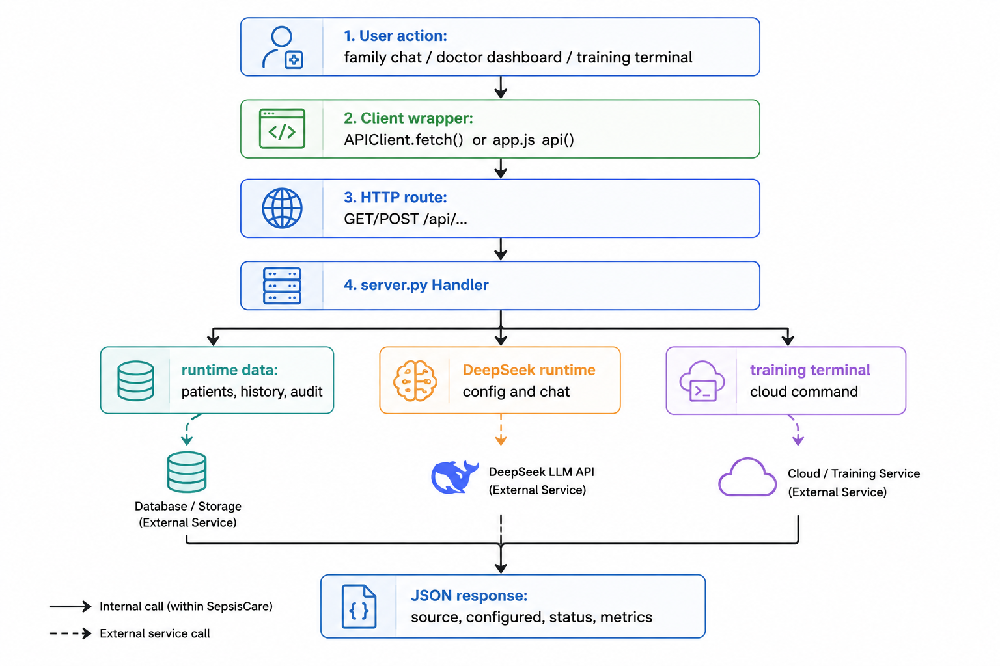 1. User action:
family chat / doctor dashboard / training terminal
2. Client wrapper:
APIClient.fetch() or app.js api()
</>
3. HTTP route:
GET/POST /api/...
4. server.py Handler
runtime data:
patients, history, audit
DeepSeek runtime
config and chat
>_
training terminal
cloud command
Database / Storage
(External Service)
DeepSeek LLM API
(External Service)
Cloud / Training Service
(External Service)
{ }
JSON response:
source, configured, status, metrics
Internal call (within SepsisCare)
External service call